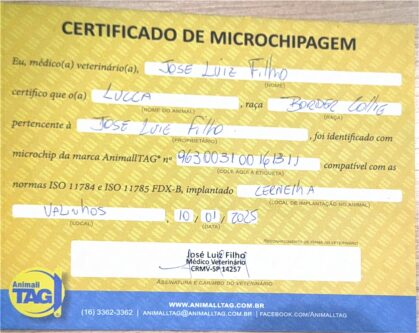 CERTIFICADO DE MICROCHIPAGEM
Eu, médico(a) veterinário(a), JOSE LUIZ FILHO
(NOME)
certifico que o(a) LUCCA, raça BORDER COLLIE
(NOME DO ANIMAL) (RAÇA)
pertencente à JOSE LUIZ FILHO, foi identificado com
(PROPRIETÁRIO)
microchip da marca AnimallTAG® nº 963003100161311 compatível com as
(COLE AQUI A ETIQUETA)
normas ISO 11784 e ISO 11785 FDX-B, implantado CERNELHA
(LOCAL DE IMPLANTAÇÃO NO ANIMAL)
VALINHOS, 10/01/2025
(LOCAL) (DATA)
José Luiz Filho
Médico Veterinário
CRMV-SP 14257
ASSINATURA E CARIMBO DO VETERINÁRIO
Animall
TAG
WWW.ANIMALLTAG.COM.BR
(16) 3362-3362 | ANIMALLTAG@ANIMALLTAG.COM.BR | FACEBOOK.COM/ANIMALLTAG